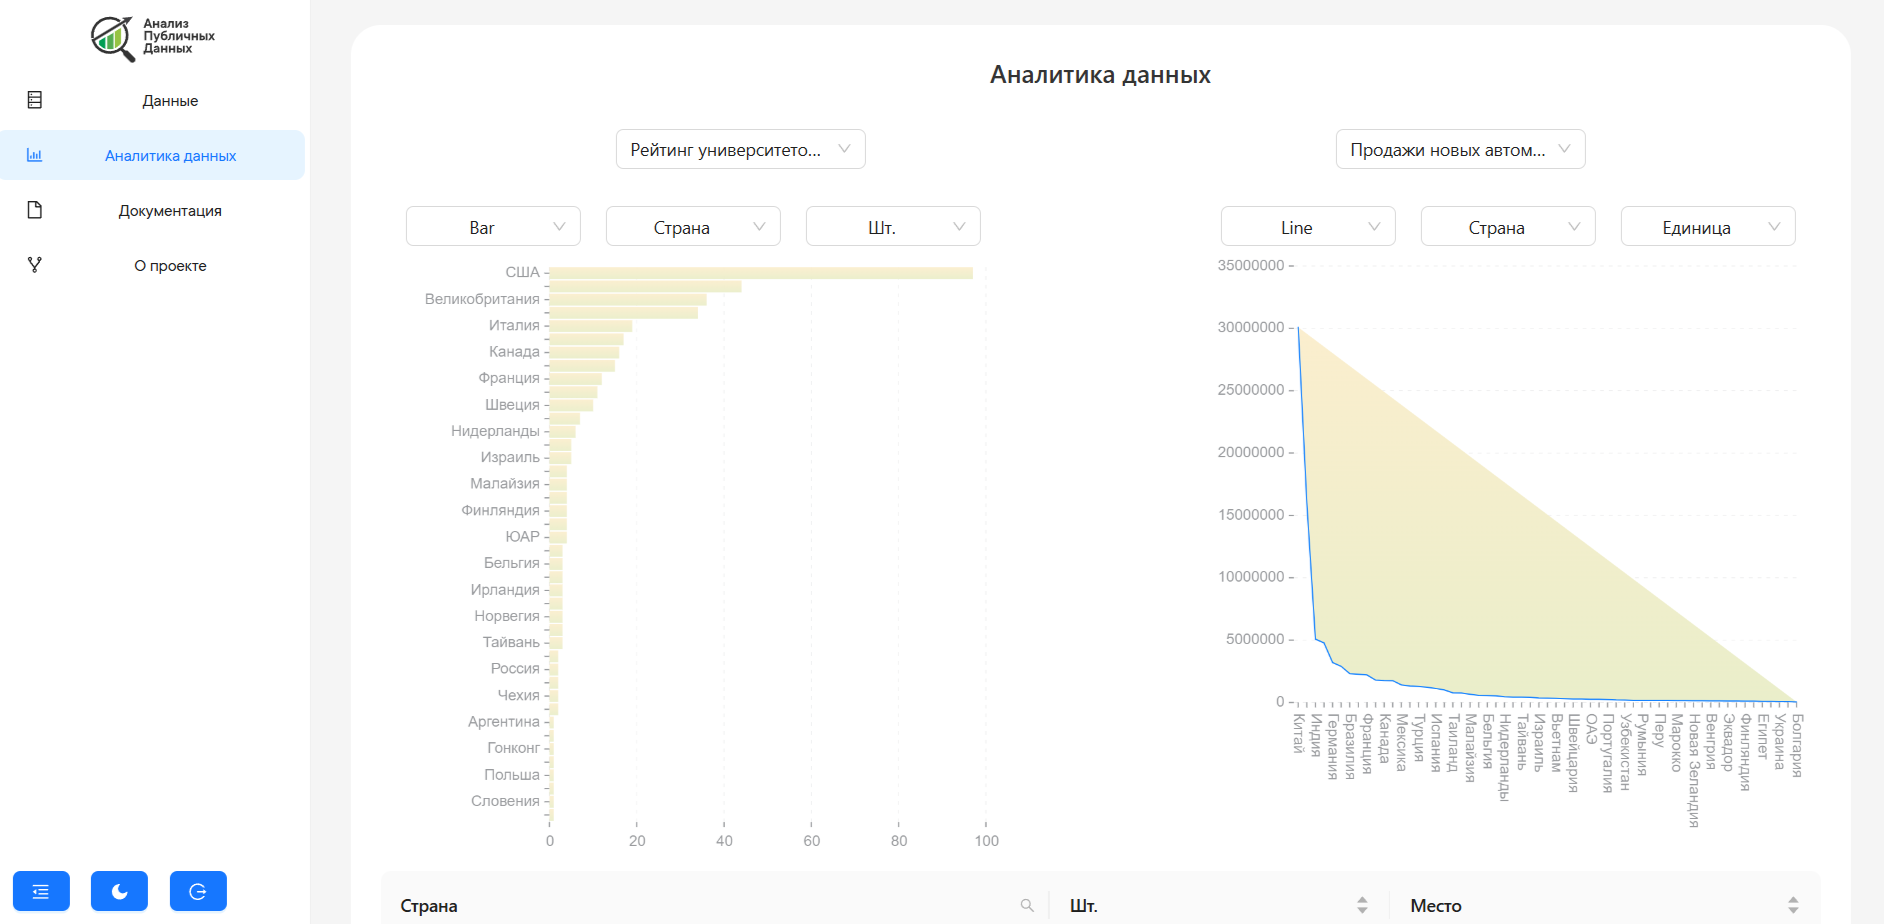 Анализ
Публичных
Данных
Данные
Аналитика данных
Документация
О проекте
Аналитика данных
Рейтинг университето...
Bar
Страна
Шт.
США
Великобритания
Италия
Канада
Франция
Швеция
Нидерланды
Израиль
Малайзия
Финляндия
ЮАР
Бельгия
Ирландия
Норвегия
Тайвань
Россия
Чехия
Аргентина
Гонконг
Польша
Словения
0 20 40 60 80 100
Продажи новых автом...
Line
Страна
Единица
35000000
30000000
25000000
20000000
15000000
10000000
5000000
0
Китай
Индия
Германия
Бразилия
Франция
Канада
Мексика
Турция
Испания
Таиланд
Малайзия
Бельгия
Нидерланды
Тайвань
Израиль
Вьетнам
Швейцария
ОАЭ
Португалия
Узбекистан
Румыния
Перу
Марокко
Новая Зеландия
Венгрия
Эквадор
Финляндия
Египет
Украина
Болгария
Страна
Шт.
Место